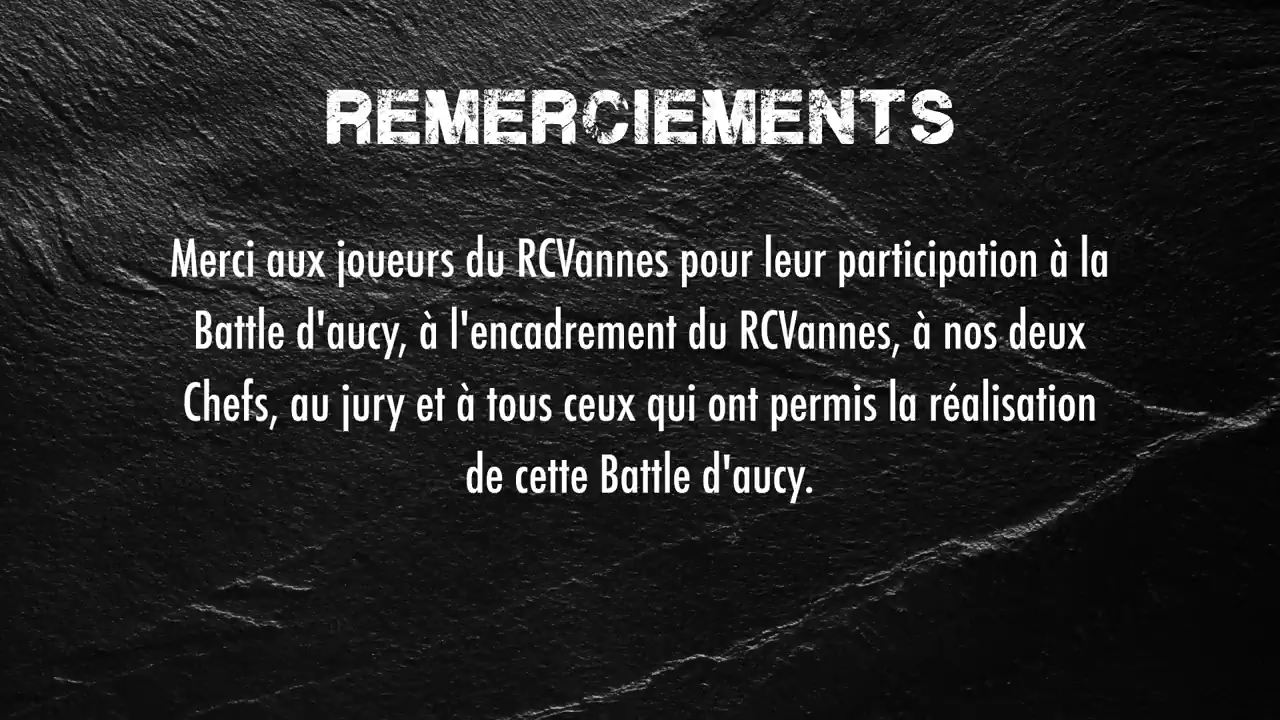 REMERCIEMENTS
Merci aux joueurs du RCVannes pour leur participation à la
Battle d'aucy, à l'encadrement du RCVannes, à nos deux
Chefs, au jury et à tous ceux qui ont permis la réalisation
de cette Battle d'aucy.